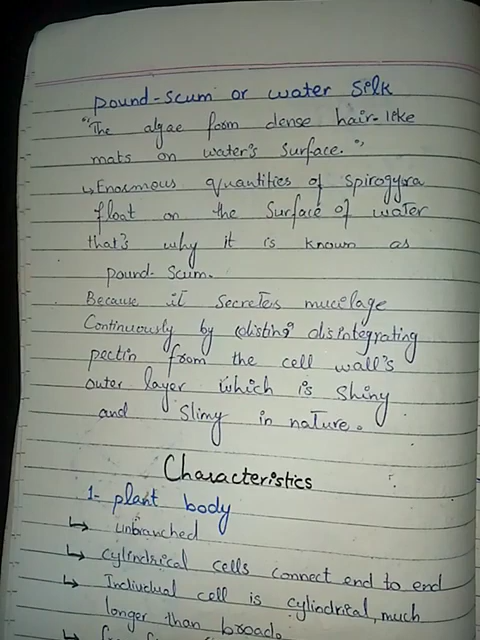 pound-scum or water silk
"The algae form dense hair-like
mats on water's surface."
↳ Enormous quantities of spirogyra
float on the surface of water
that's why it is known as
pound-scum.
Because it secretes mucilage
Continuously by disintegrating
pectin from the cell wall's
outer layer which is shiny
and slimy in nature.
Characteristics
1- plant body
↳ unbranched
↳ cylindrical cells connect end to end
↳ Individual cell is cylindrical, much
longer than broad.